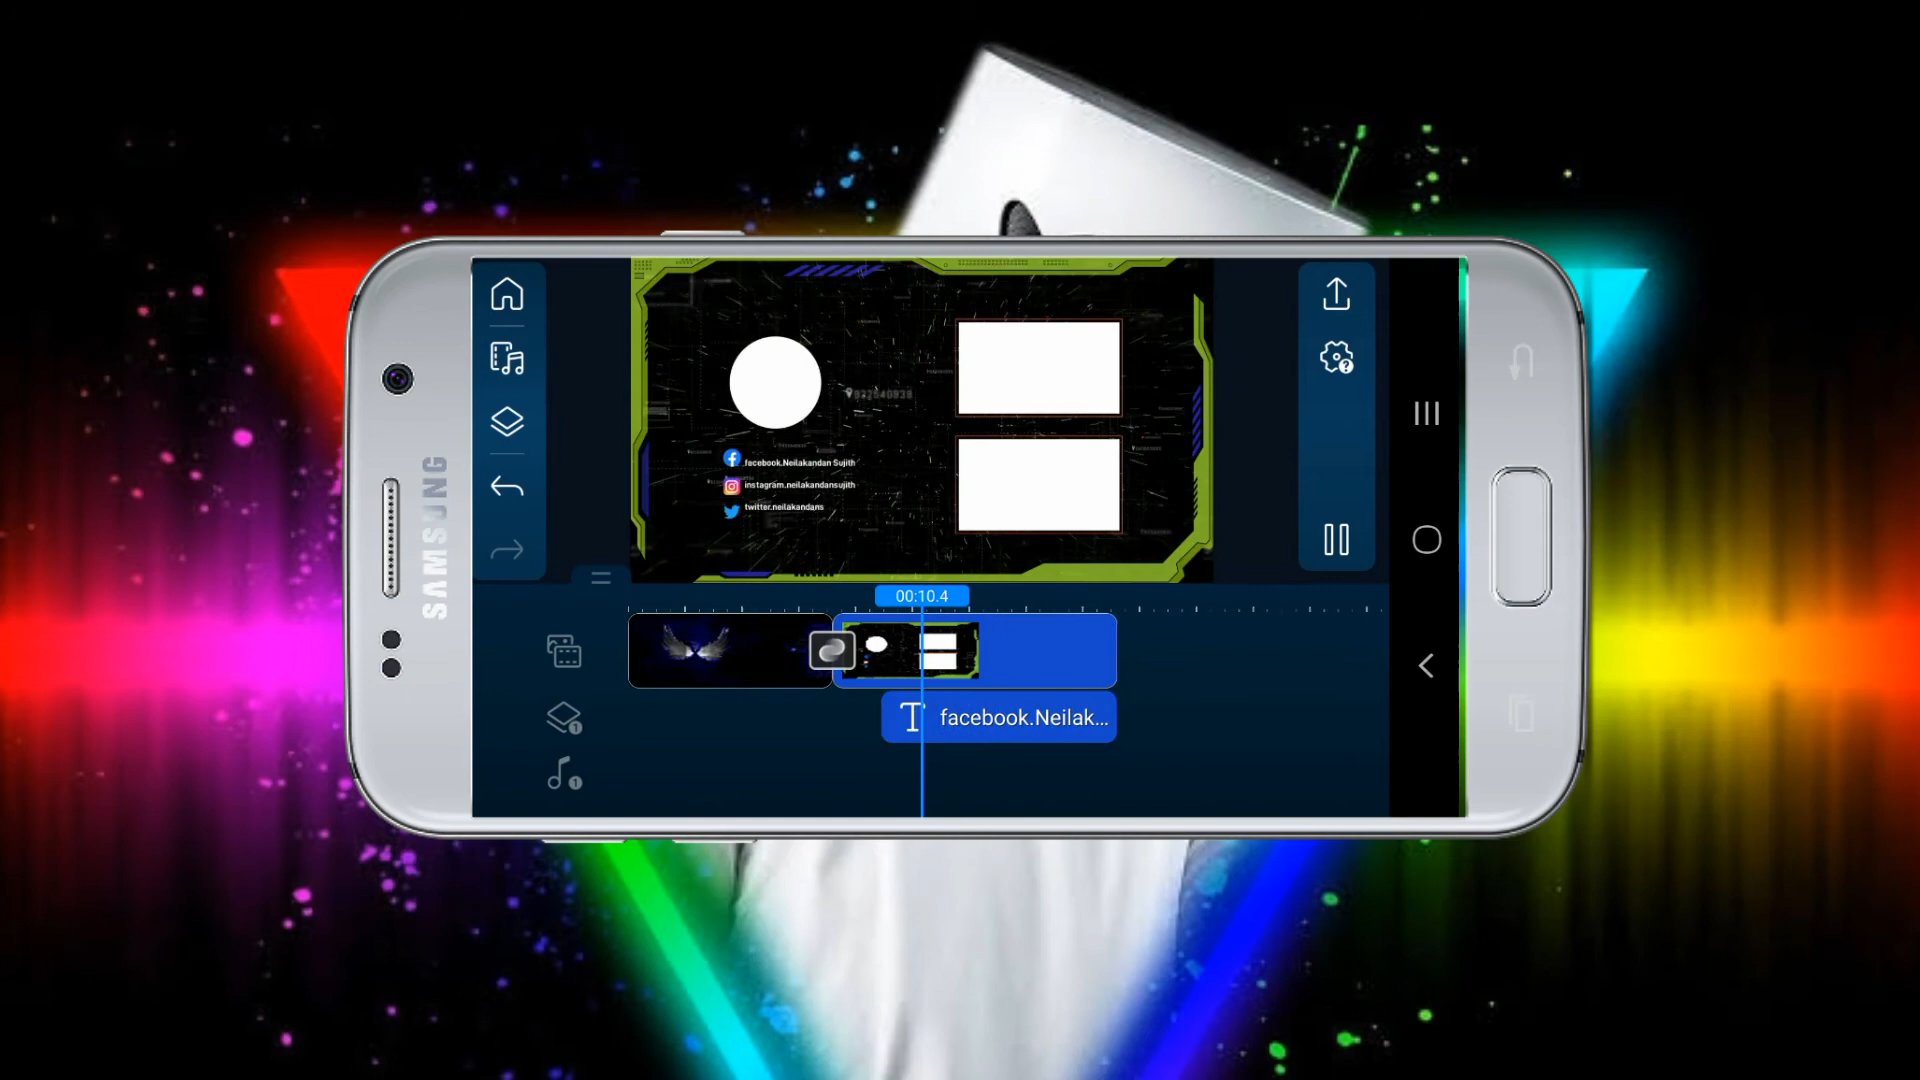 SAMSUNG
facebook.Neilakandan Sujith
instagram.neilakandansujith
twitter.neilakandans
00:10.4
facebook.Neilak...